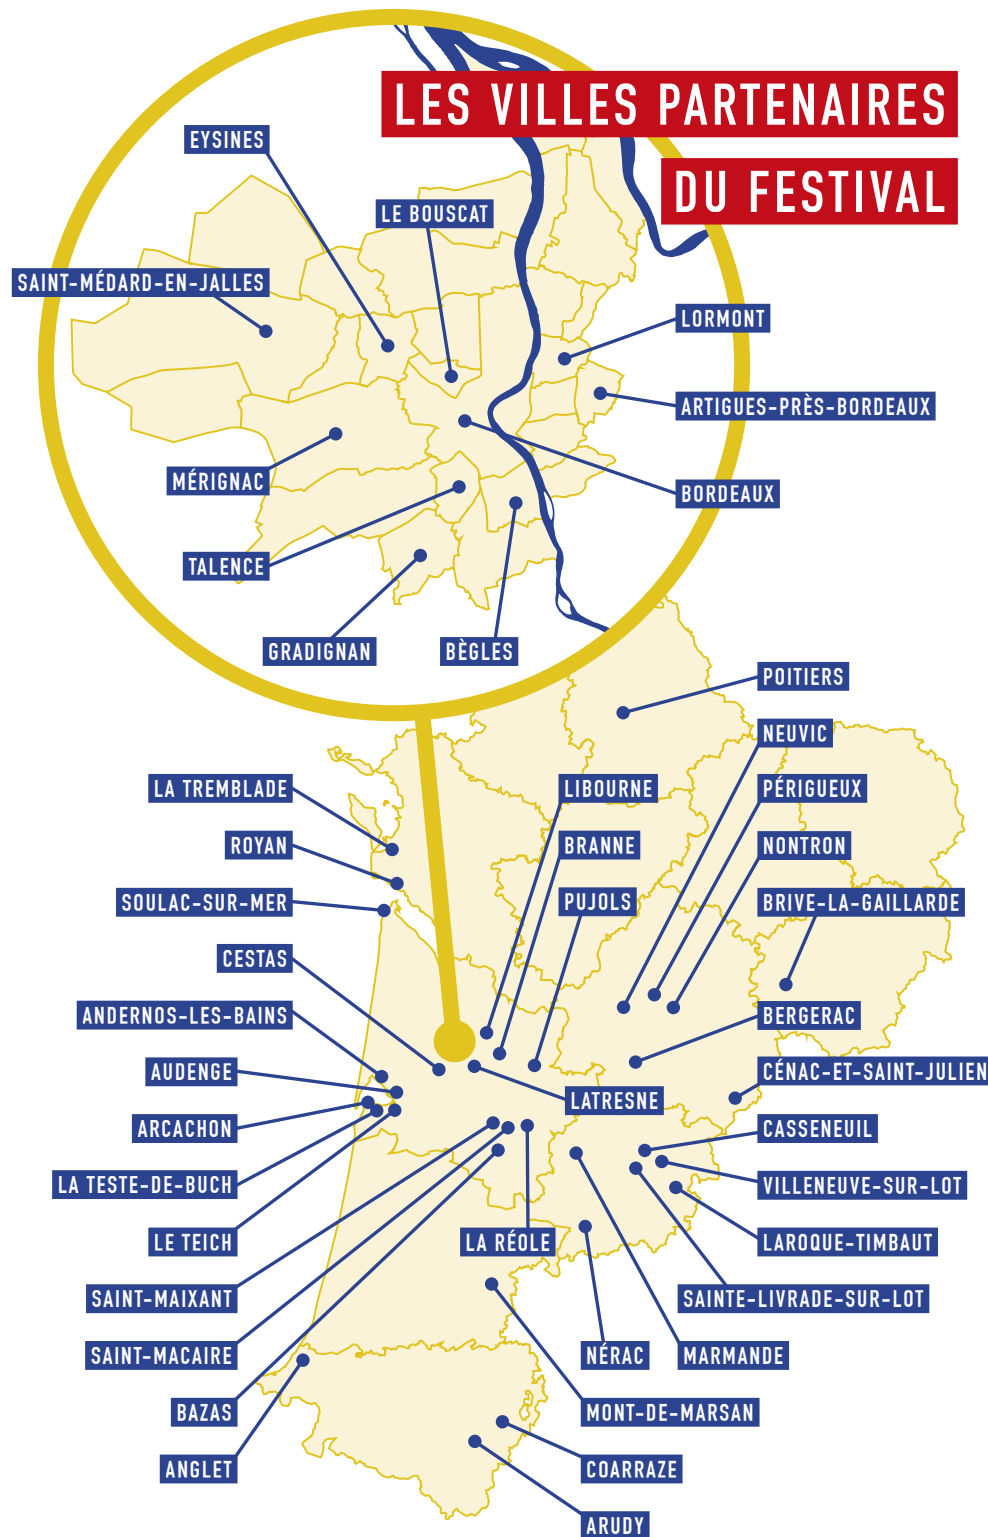 LES VILLES PARTENAIRES
DU FESTIVAL
EYSINES
LE BOUSCAT
SAINT-MÉDARD-EN-JALLES
LORMONT
ARTIGUES-PRÈS-BORDEAUX
MÉRIGNAC
BORDEAUX
TALENCE
GRADIGNAN
BÈGLES
POITIERS
NEUVIC
LA TREMBLADE
LIBOURNE
PÉRIGUEUX
ROYAN
BRANNE
NONTRON
SOULAC-SUR-MER
PUJOLS
BRIVE-LA-GAILLARDE
CESTAS
ANDERNOS-LES-BAINS
BERGERAC
AUDENGE
CÉNAC-ET-SAINT-JULIEN
LATRESNE
ARCACHON
CASSENEUIL
LA TESTE-DE-BUCH
VILLENEUVE-SUR-LOT
LE TEICH
LA RÉOLE
LAROQUE-TIMBAUT
SAINT-MAIXANT
SAINTE-LIVRADE-SUR-LOT
SAINT-MACAIRE
NÉRAC
MARMANDE
BAZAS
MONT-DE-MARSAN
ANGLET
COARRAZE
ARUDY